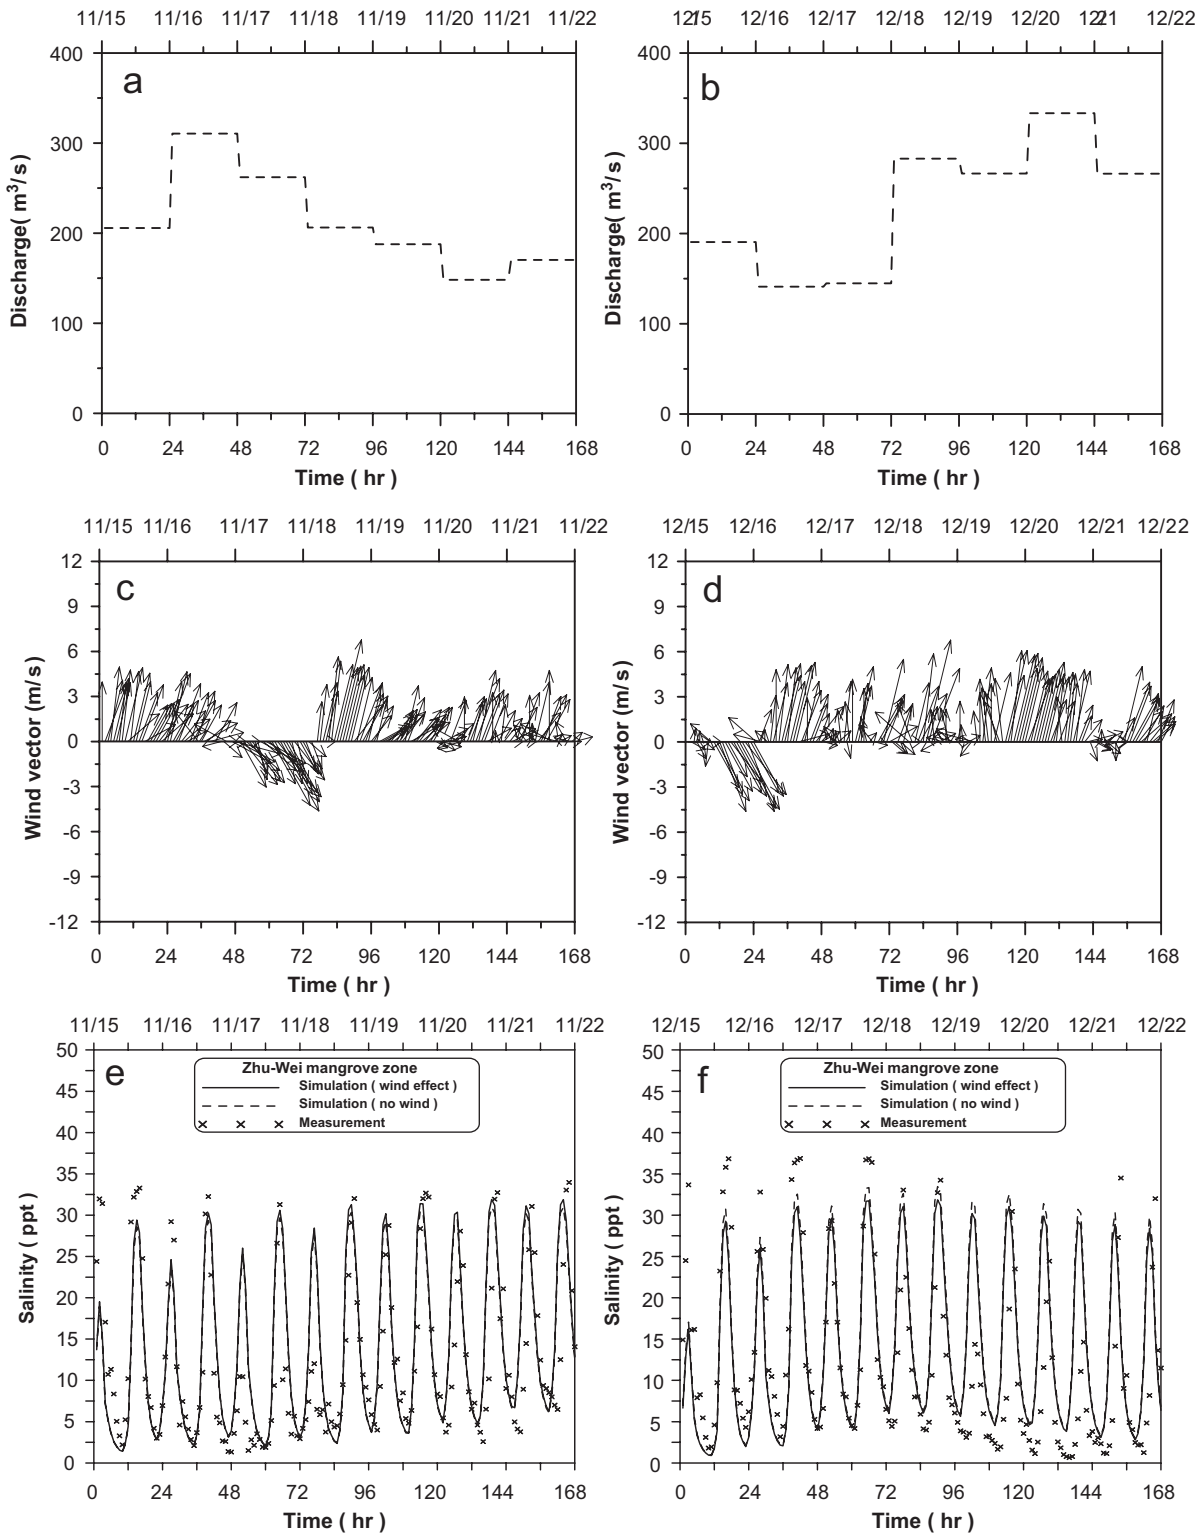 11/15 11/16 11/17 11/18 11/19 11/20 11/21 11/22
400
300
200
100
0
a
Discharge( m³/s )
0 24 48 72 96 120 144 168
Time ( hr )
12/15 12/16 12/17 12/18 12/19 12/20 12/21 12/22
400
300
200
100
0
b
Discharge( m³/s )
0 24 48 72 96 120 144 168
Time ( hr )
11/15 11/16 11/17 11/18 11/19 11/20 11/21 11/22
12
9
6
3
0
-3
-6
-9
-12
c
Wind vector (m/s)
0 24 48 72 96 120 144 168
Time ( hr )
12/15 12/16 12/17 12/18 12/19 12/20 12/21 12/22
12
9
6
3
0
-3
-6
-9
-12
d
Wind vector (m/s)
0 24 48 72 96 120 144 168
Time ( hr )
11/15 11/16 11/17 11/18 11/19 11/20 11/21 11/22
50
45
40
35
30
25
20
15
10
5
0
e
Zhu-Wei mangrove zone
Simulation ( wind effect )
Simulation ( no wind )
Measurement
Salinity ( ppt )
0 24 48 72 96 120 144 168
Time ( hr )
12/15 12/16 12/17 12/18 12/19 12/20 12/21 12/22
50
45
40
35
30
25
20
15
10
5
0
f
Zhu-Wei mangrove zone
Simulation ( wind effect )
Simulation ( no wind )
Measurement
Salinity ( ppt )
0 24 48 72 96 120 144 168
Time ( hr )